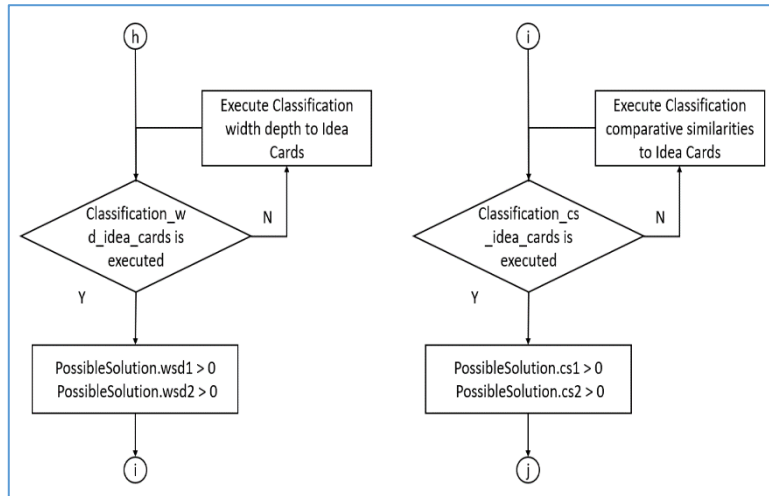 h
Execute Classification
width depth to Idea
Cards
Classification_w
d_idea_cards is
executed
N
Y
PossibleSolution.wsd1 > 0
PossibleSolution.wsd2 > 0
i
i
Execute Classification
comparative similarities
to Idea Cards
Classification_cs
_idea_cards is
executed
N
Y
PossibleSolution.cs1 > 0
PossibleSolution.cs2 > 0
j